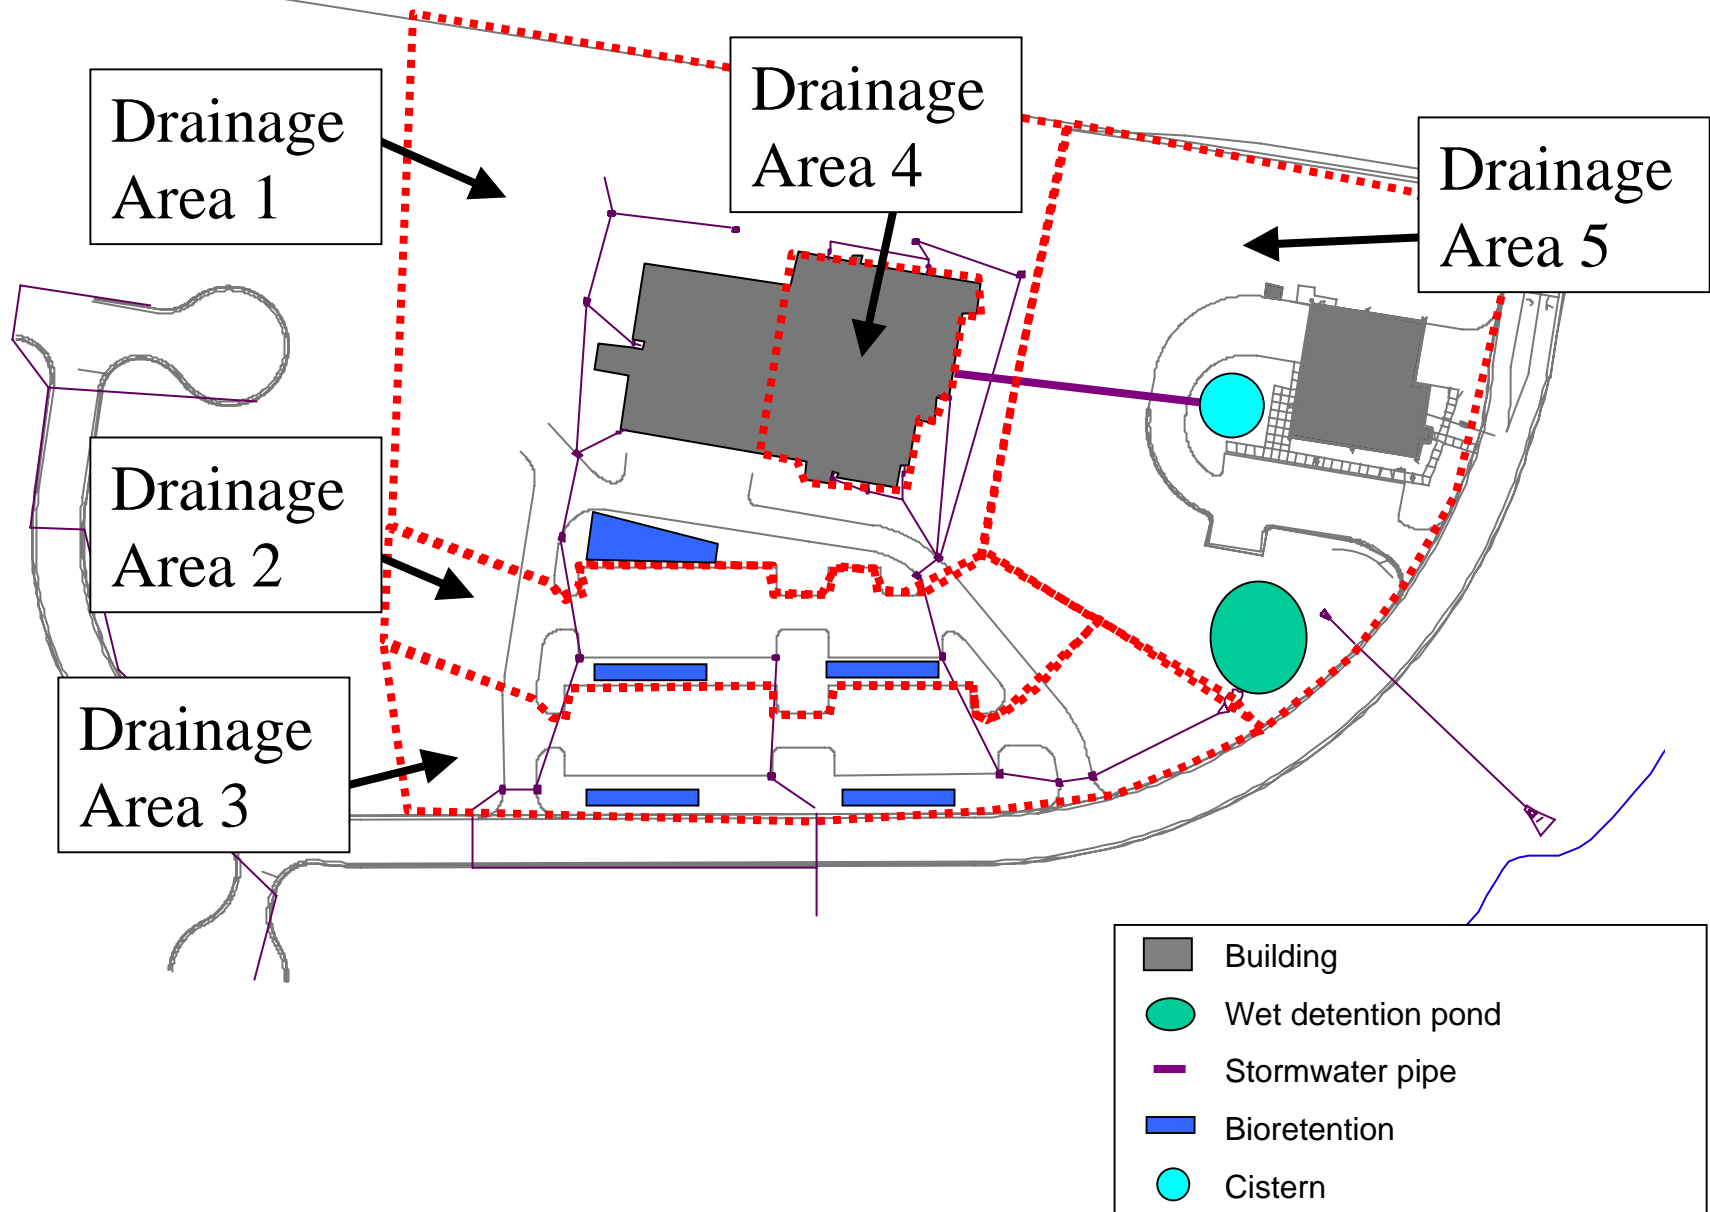 Drainage
Area 1
Drainage
Area 4
Drainage
Area 5
Drainage
Area 2
Drainage
Area 3
Building
Wet detention pond
Stormwater pipe
Bioretention
Cistern